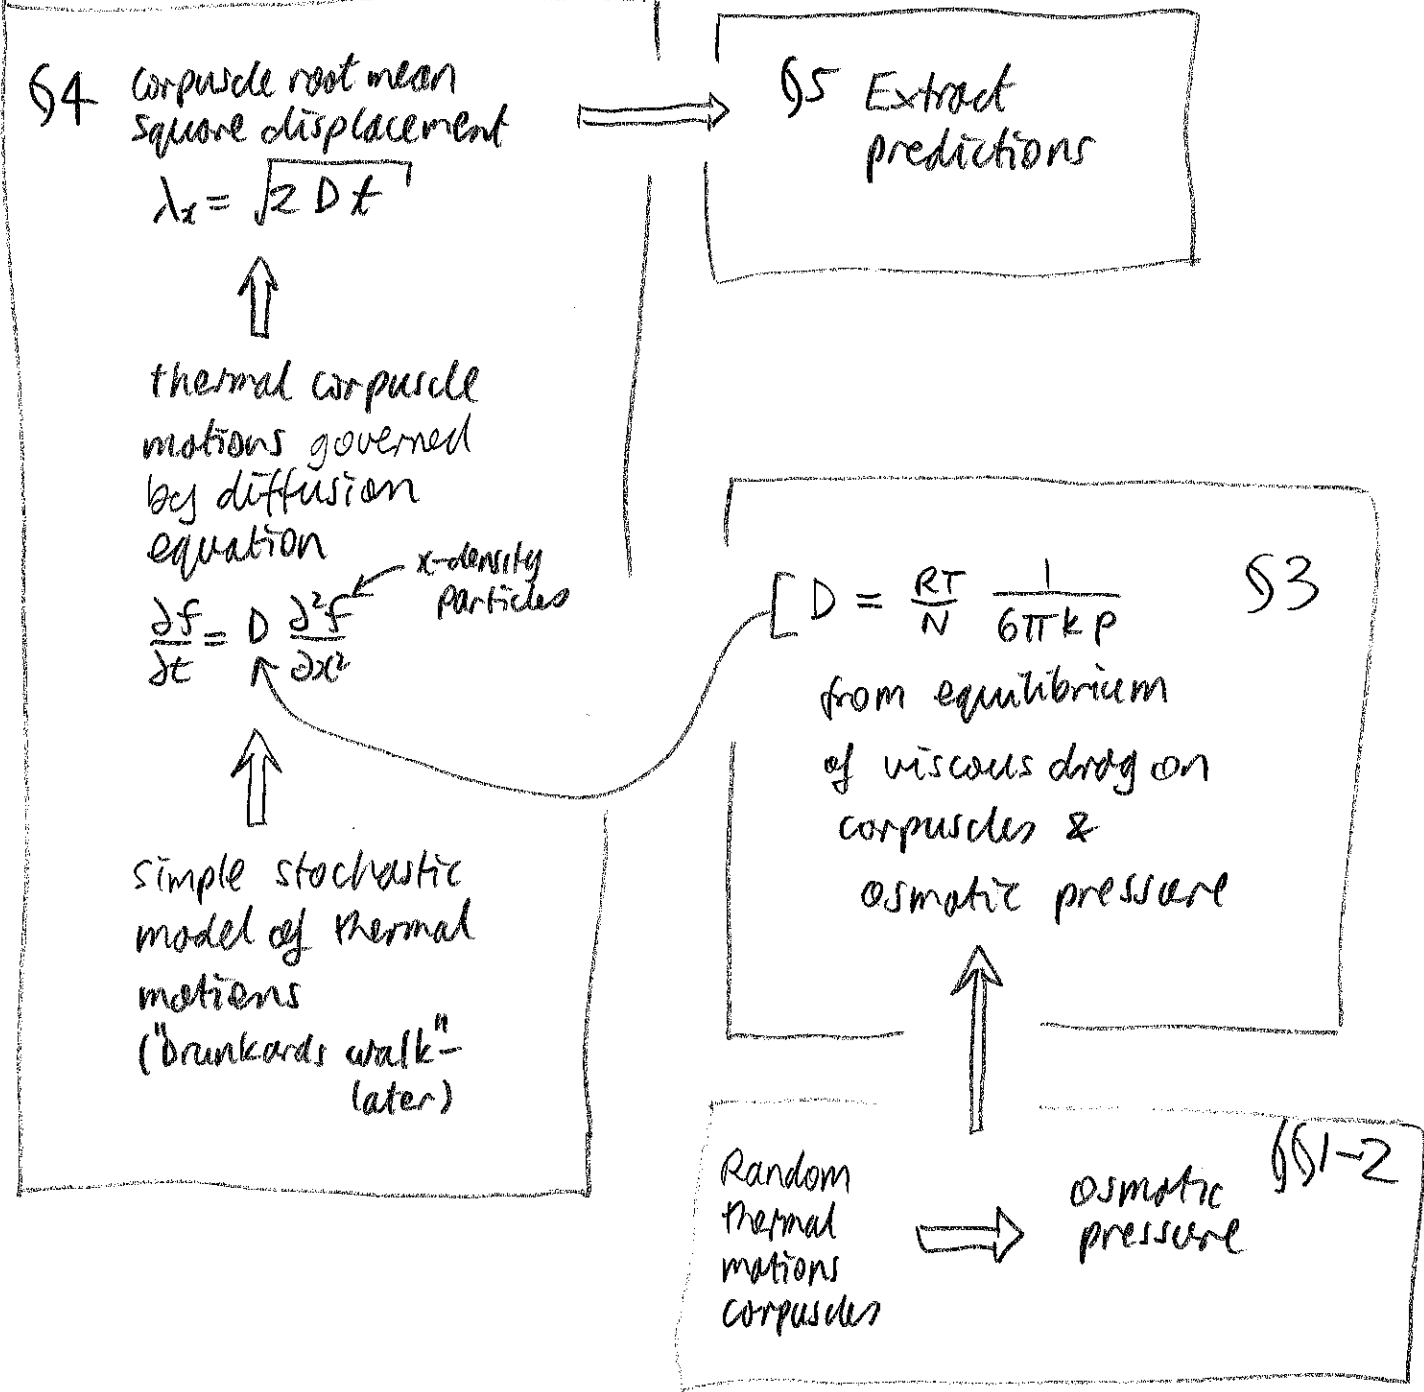 §4 corpuscle root mean
square displacement
λx = √2 D t
§5 Extract
predictions
thermal corpuscle
motions governed
by diffusion
equation
x-density
particles
∂f/∂t = D ∂²f/∂x²
simple stochastic
model of thermal
motions
("Drunkards walk" -
later)
D = RT/N 1/6πkP §3
from equilibrium
of viscous drag on
corpuscles &
osmotic pressure
§§1-2
Random
thermal
motions
corpuscles
osmotic
pressure